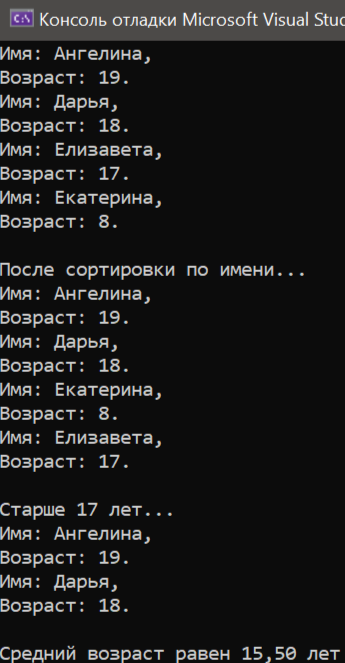 Консоль отладки Microsoft Visual Stud
Имя: Ангелина,
Возраст: 19.
Имя: Дарья,
Возраст: 18.
Имя: Елизавета,
Возраст: 17.
Имя: Екатерина,
Возраст: 8.
После сортировки по имени...
Имя: Ангелина,
Возраст: 19.
Имя: Дарья,
Возраст: 18.
Имя: Екатерина,
Возраст: 8.
Имя: Елизавета,
Возраст: 17.
Старше 17 лет...
Имя: Ангелина,
Возраст: 19.
Имя: Дарья,
Возраст: 18.
Средний возраст равен 15,50 лет